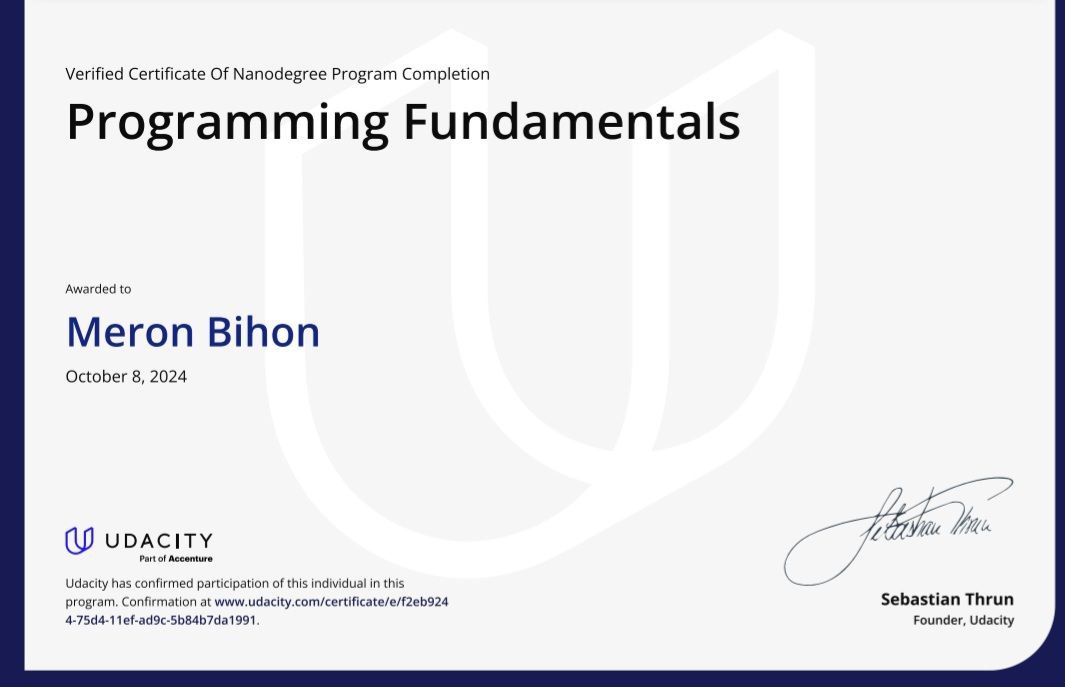 Verified Certificate Of Nanodegree Program Completion
Programming Fundamentals
Awarded to
Meron Bihon
October 8, 2024
UDACITY
Part of Accenture
Udacity has confirmed participation of this individual in this
program. Confirmation at www.udacity.com/certificate/e/f2eb924
4-75d4-11ef-ad9c-5b84b7da1991.
Sebastian Thrun
Sebastian Thrun
Founder, Udacity